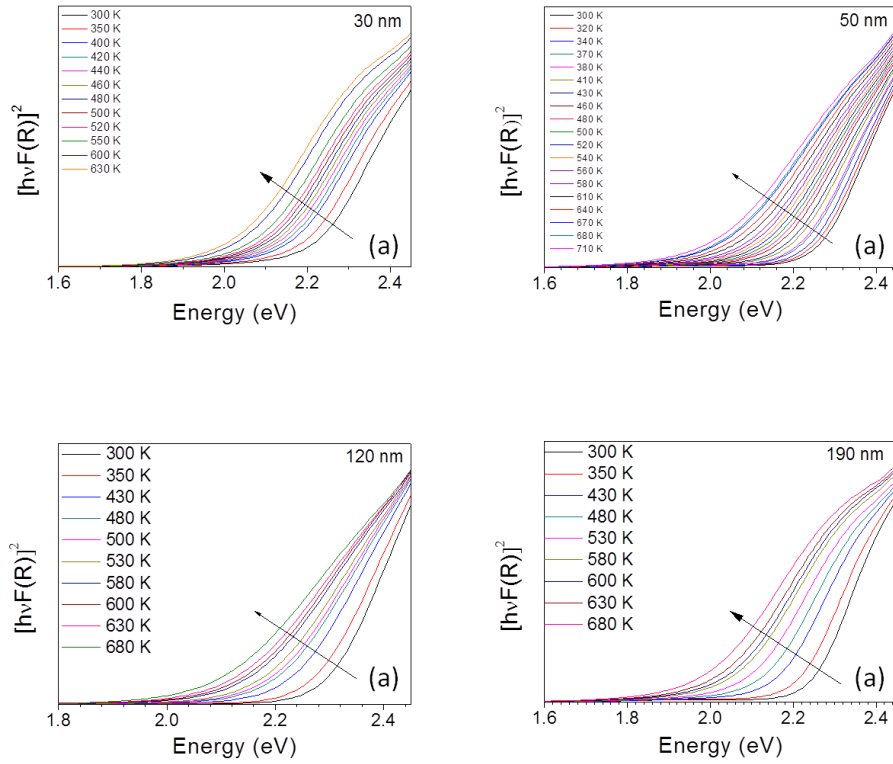 300 K
350 K
400 K
420 K
440 K
460 K
480 K
500 K
520 K
550 K
600 K
630 K
30 nm
(a)
[hνF(R)]²
1.6 1.8 2.0 2.2 2.4
Energy (eV)
300 K
320 K
340 K
370 K
380 K
410 K
430 K
460 K
480 K
500 K
520 K
540 K
560 K
580 K
610 K
640 K
670 K
680 K
710 K
50 nm
(a)
[hνF(R)]²
1.6 1.8 2.0 2.2 2.4
Energy (eV)
300 K
350 K
430 K
480 K
500 K
530 K
580 K
600 K
630 K
680 K
120 nm
(a)
[hνF(R)]²
1.8 2.0 2.2 2.4
Energy (eV)
300 K
350 K
430 K
480 K
530 K
580 K
600 K
630 K
680 K
190 nm
(a)
[hνF(R)]²
1.6 1.8 2.0 2.2 2.4
Energy (eV)